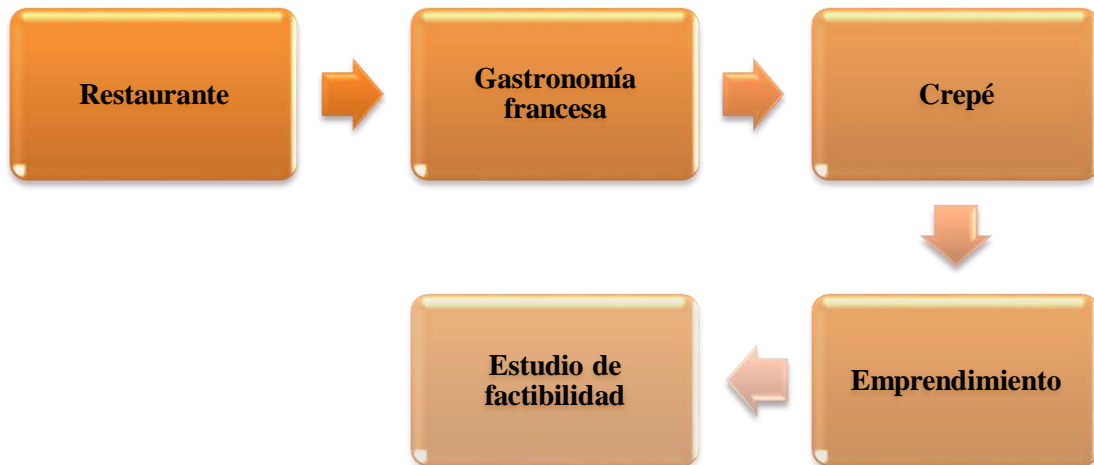 Restaurante
Gastronomía
francesa
Crepé
Emprendimiento
Estudio de
factibilidad